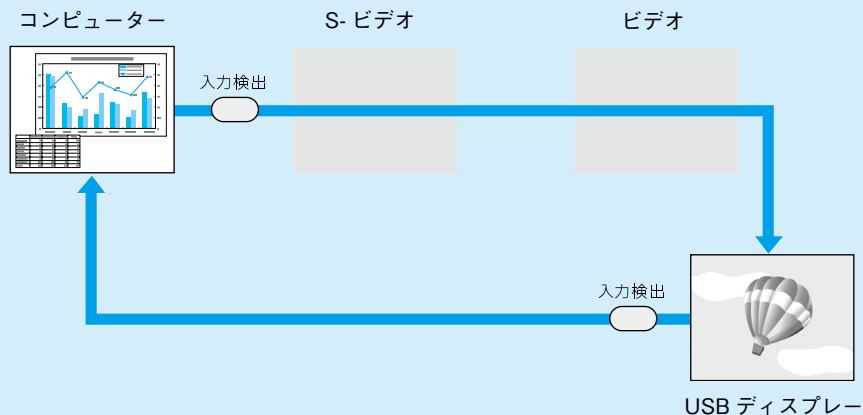 コンピューター
S- ビデオ
ビデオ
入力検出
入力検出
USB ディスプレー